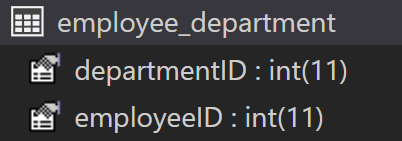 employee_department
departmentID : int(11)
employeeID : int(11)